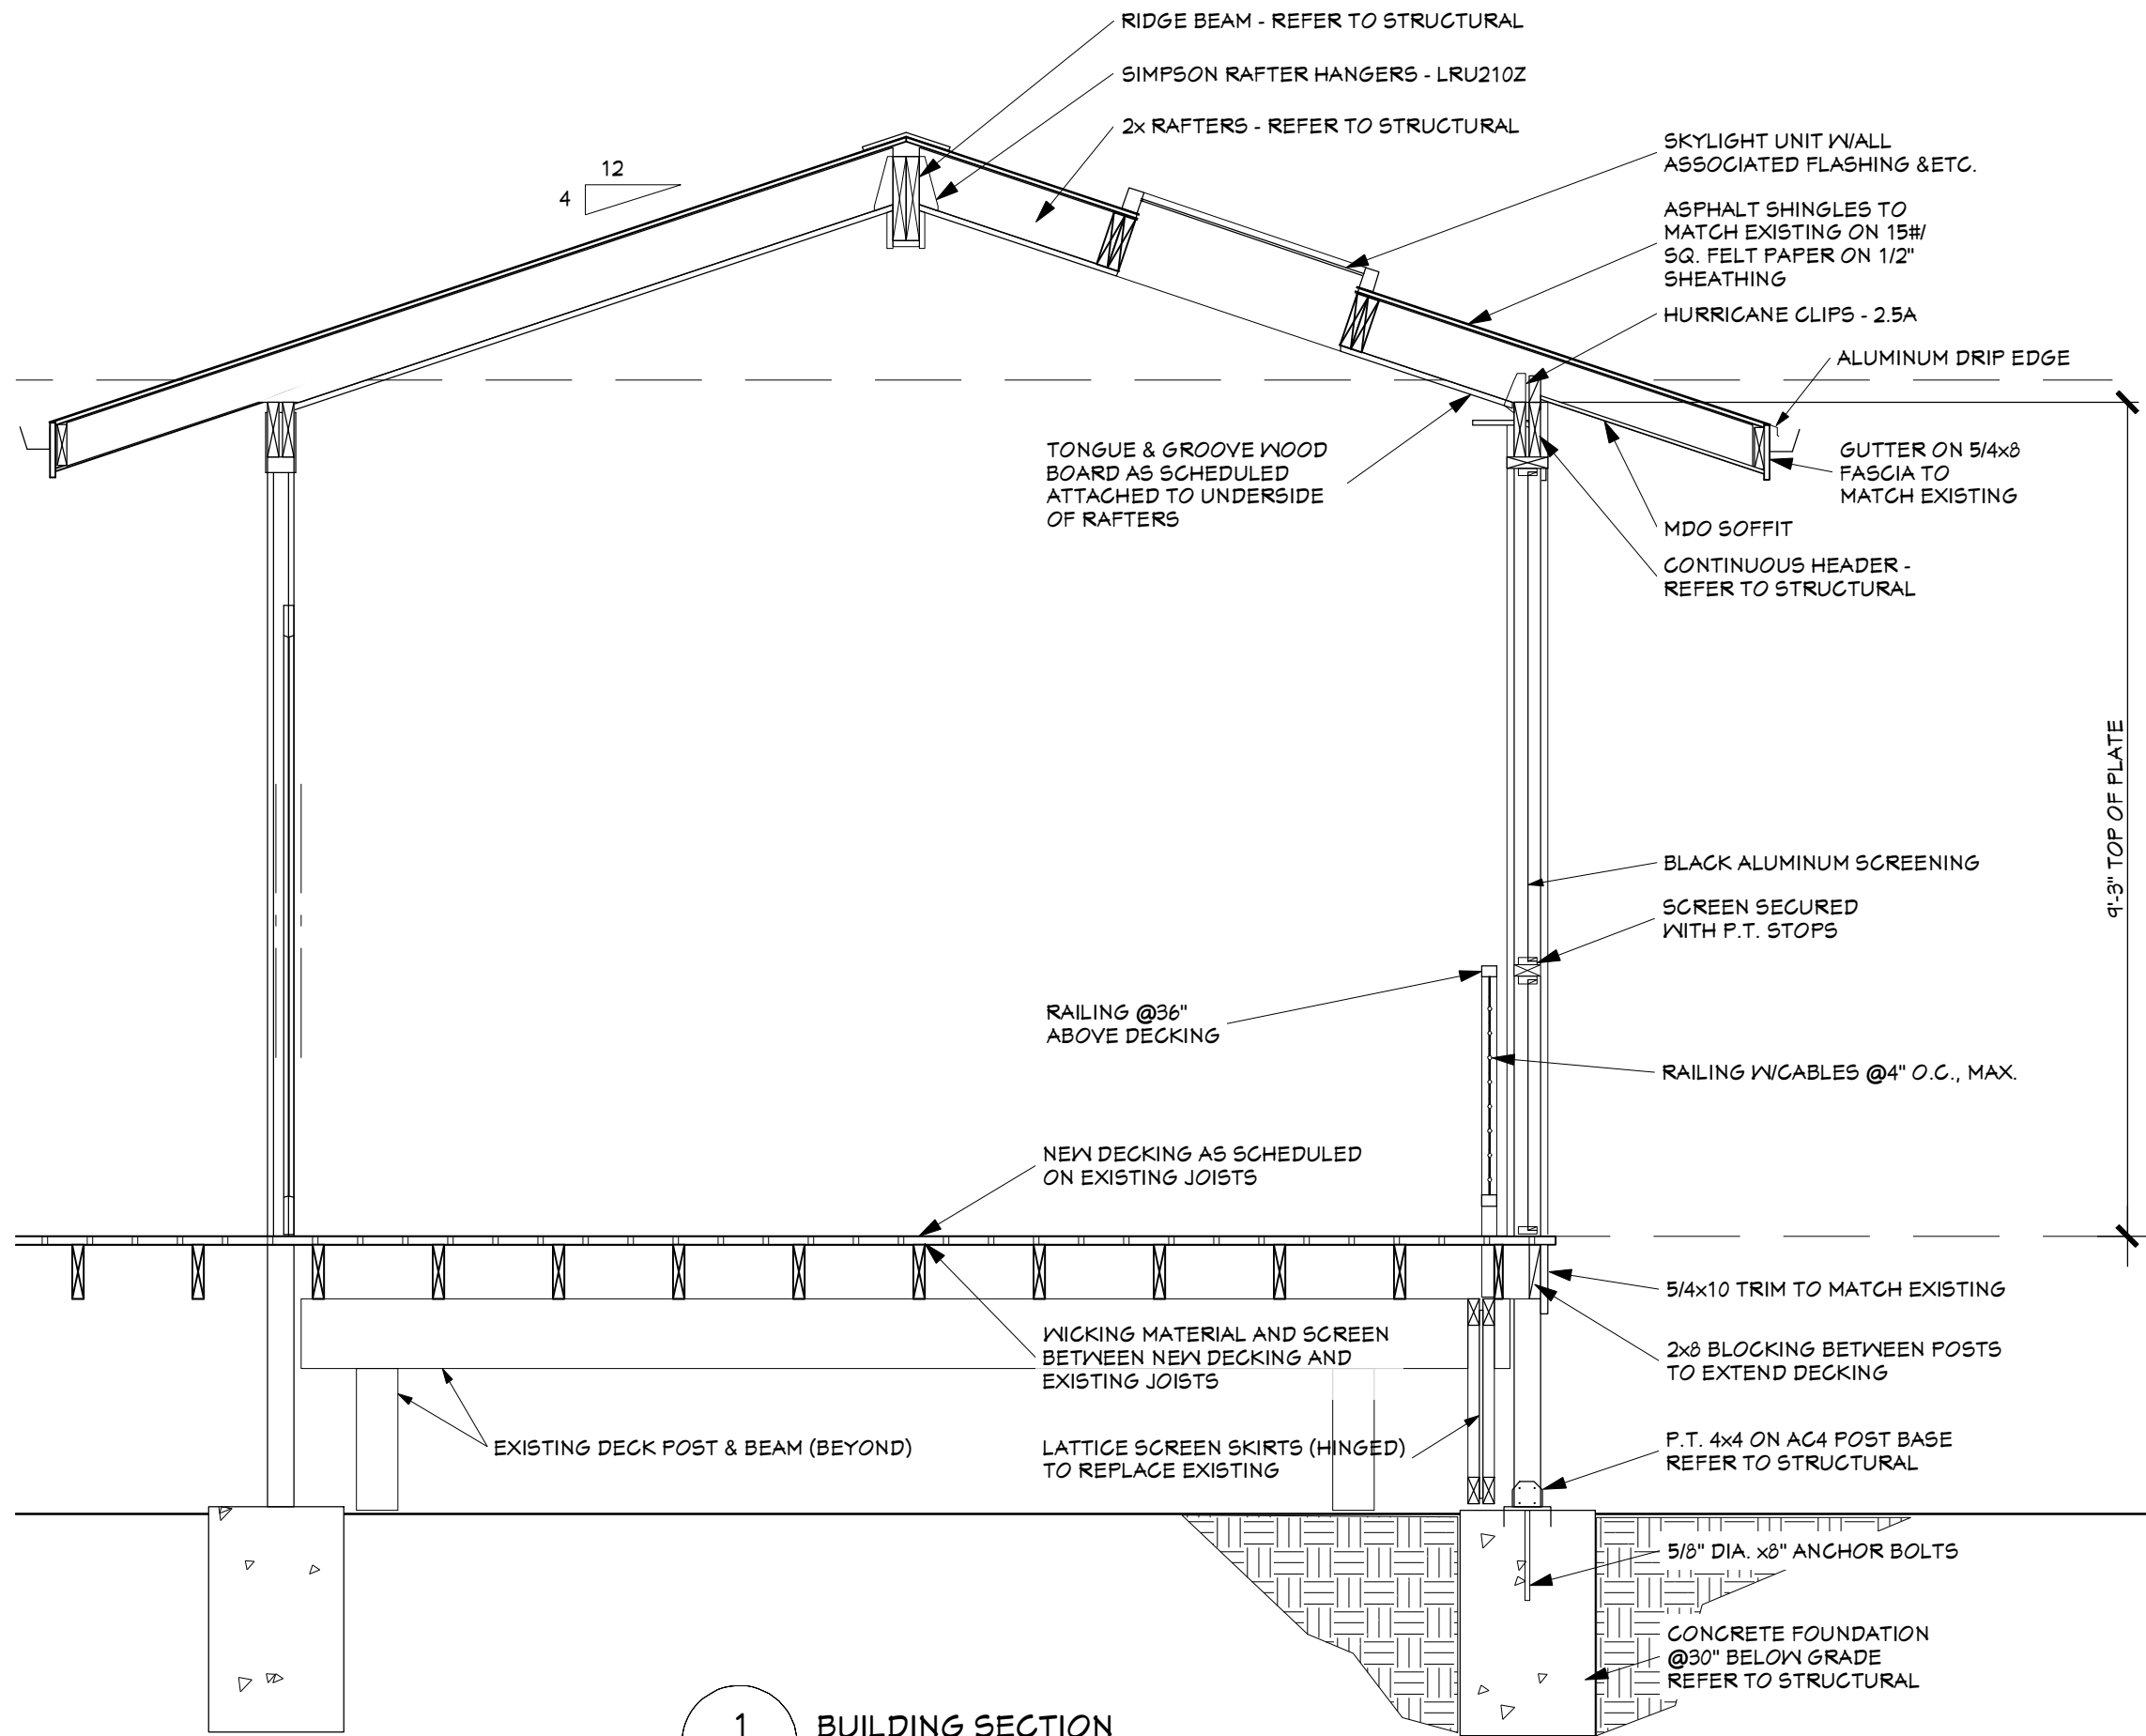 RIDGE BEAM - REFER TO STRUCTURAL
SIMPSON RAFTER HANGERS - LRU210Z
2x RAFTERS - REFER TO STRUCTURAL
SKYLIGHT UNIT W/ALL
ASSOCIATED FLASHING &ETC.
12
4
ASPHALT SHINGLES TO
MATCH EXISTING ON 15#/
SQ. FELT PAPER ON 1/2"
SHEATHING
HURRICANE CLIPS - 2.5A
ALUMINUM DRIP EDGE
TONGUE & GROOVE WOOD
BOARD AS SCHEDULED
ATTACHED TO UNDERSIDE
OF RAFTERS
GUTTER ON 5/4x8
FASCIA TO
MATCH EXISTING
MDO SOFFIT
CONTINUOUS HEADER -
REFER TO STRUCTURAL
9'-3" TOP OF PLATE
BLACK ALUMINUM SCREENING
SCREEN SECURED
WITH P.T. STOPS
RAILING @36"
ABOVE DECKING
RAILING W/CABLES @4" O.C., MAX.
NEW DECKING AS SCHEDULED
ON EXISTING JOISTS
5/4x10 TRIM TO MATCH EXISTING
WICKING MATERIAL AND SCREEN
BETWEEN NEW DECKING AND
EXISTING JOISTS
2x8 BLOCKING BETWEEN POSTS
TO EXTEND DECKING
EXISTING DECK POST & BEAM (BEYOND)
LATTICE SCREEN SKIRTS (HINGED)
TO REPLACE EXISTING
P.T. 4x4 ON AC4 POST BASE
REFER TO STRUCTURAL
5/8" DIA. x8" ANCHOR BOLTS
CONCRETE FOUNDATION
@30" BELOW GRADE
REFER TO STRUCTURAL
1
BUILDING SECTION